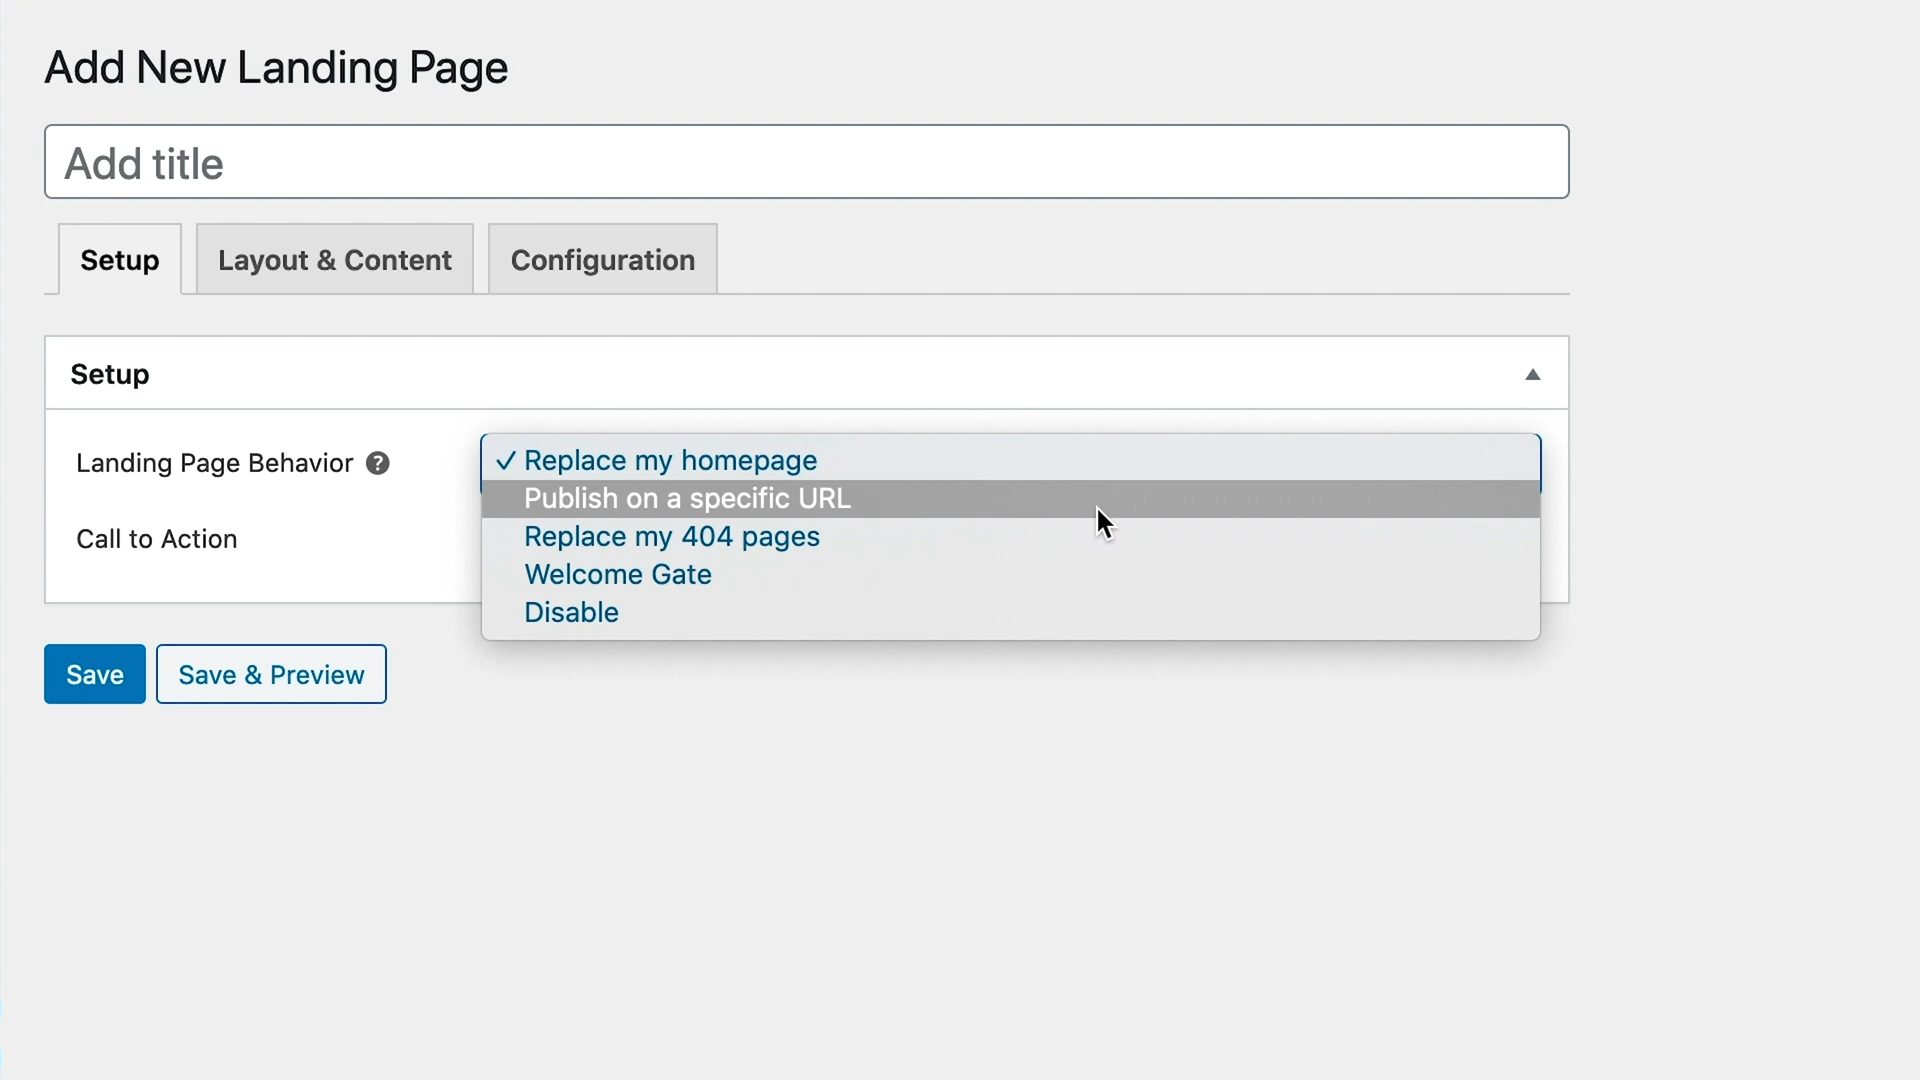 Add New Landing Page
Add title
Setup
Layout & Content
Configuration
Setup
Landing Page Behavior ?
✓ Replace my homepage
Publish on a specific URL
Replace my 404 pages
Welcome Gate
Disable
Call to Action
Save
Save & Preview